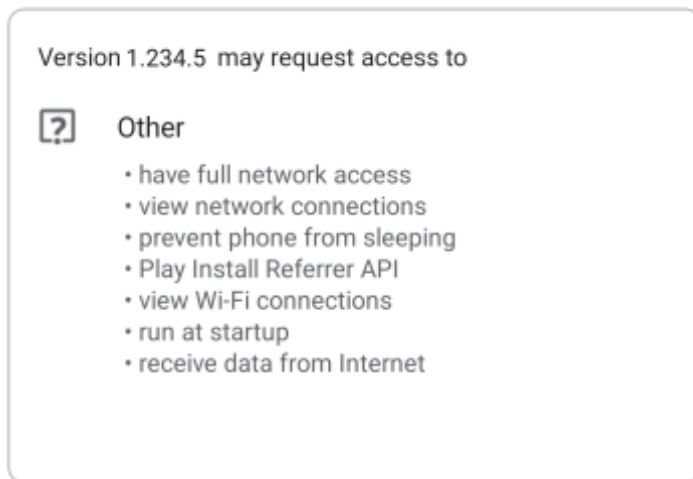 Version 1.234.5 may request access to
Other
• have full network access
• view network connections
• prevent phone from sleeping
• Play Install Referrer API
• view Wi-Fi connections
• run at startup
• receive data from Internet